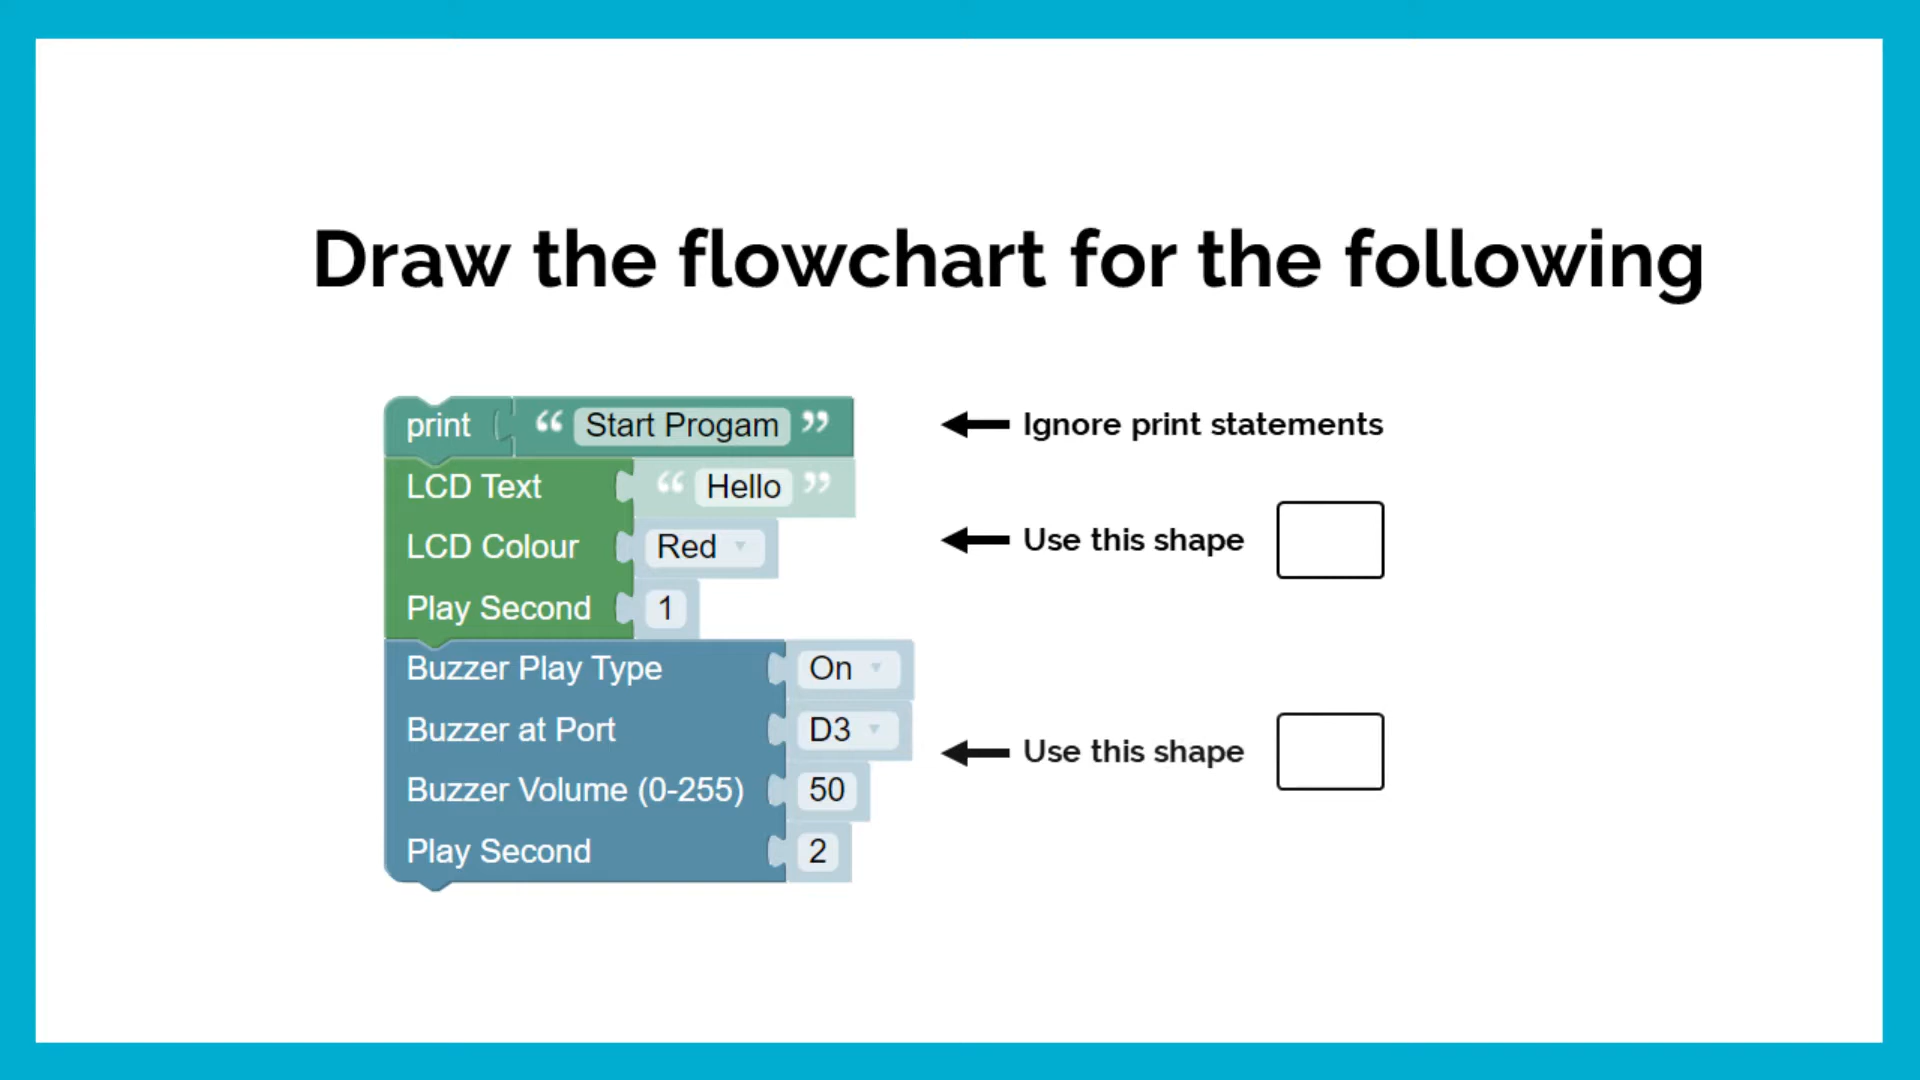 Draw the flowchart for the following
print “ Start Progam ”
Ignore print statements
LCD Text “ Hello ”
LCD Colour Red
Use this shape
Play Second 1
Buzzer Play Type On
Buzzer at Port D3
Use this shape
Buzzer Volume (0-255) 50
Play Second 2